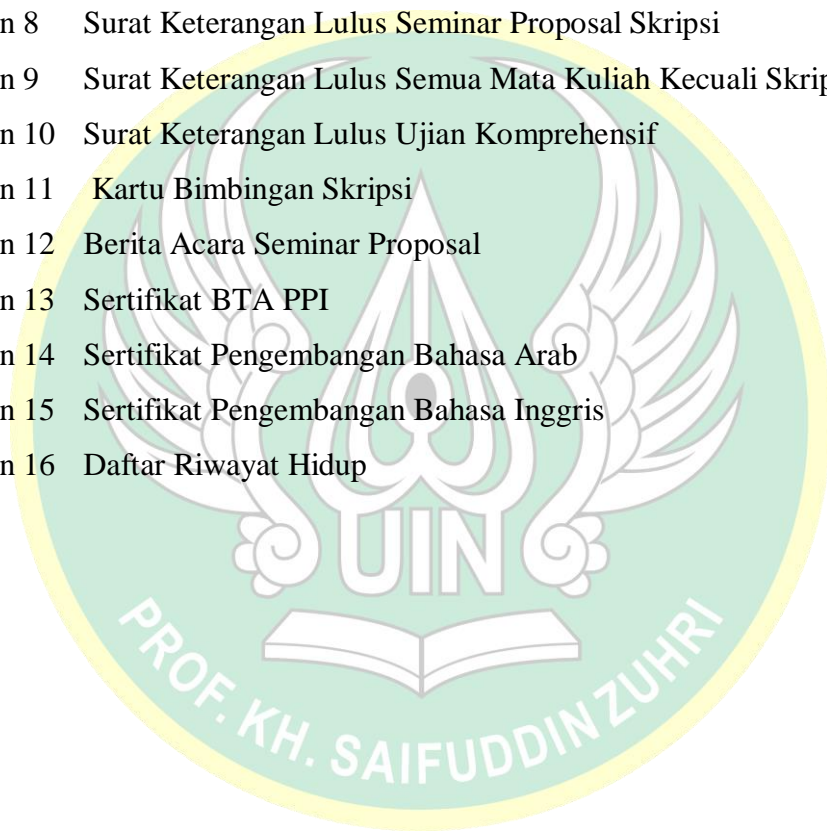 n 8 Surat Keterangan Lulus Seminar Proposal Skripsi
n 9 Surat Keterangan Lulus Semua Mata Kuliah Kecuali Skrip
n 10 Surat Keterangan Lulus Ujian Komprehensif
n 11 Kartu Bimbingan Skripsi
n 12 Berita Acara Seminar Proposal
n 13 Sertifikat BTA PPI
n 14 Sertifikat Pengembangan Bahasa Arab
n 15 Sertifikat Pengembangan Bahasa Inggris
n 16 Daftar Riwayat Hidup
UIN
PROF. KH. SAIFUDDIN ZUHRI